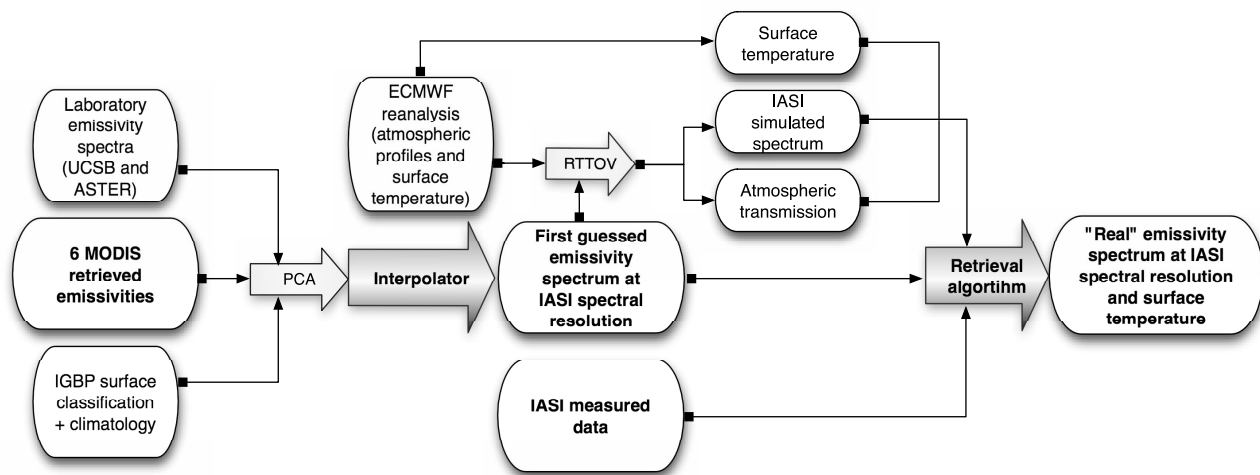 Laboratory
emissivity
spectra
(UCSB and
ASTER)
6 MODIS
retrieved
emissivities
IGBP surface
classification
+ climatology
PCA
Interpolator
ECMWF
reanalysis
(atmospheric
profiles and
surface
temperature)
RTTOV
First guessed
emissivity
spectrum at
IASI spectral
resolution
IASI measured
data
Surface
temperature
IASI
simulated
spectrum
Atmospheric
transmission
Retrieval
algortihm
"Real" emissivity
spectrum at IASI
spectral resolution
and surface
temperature